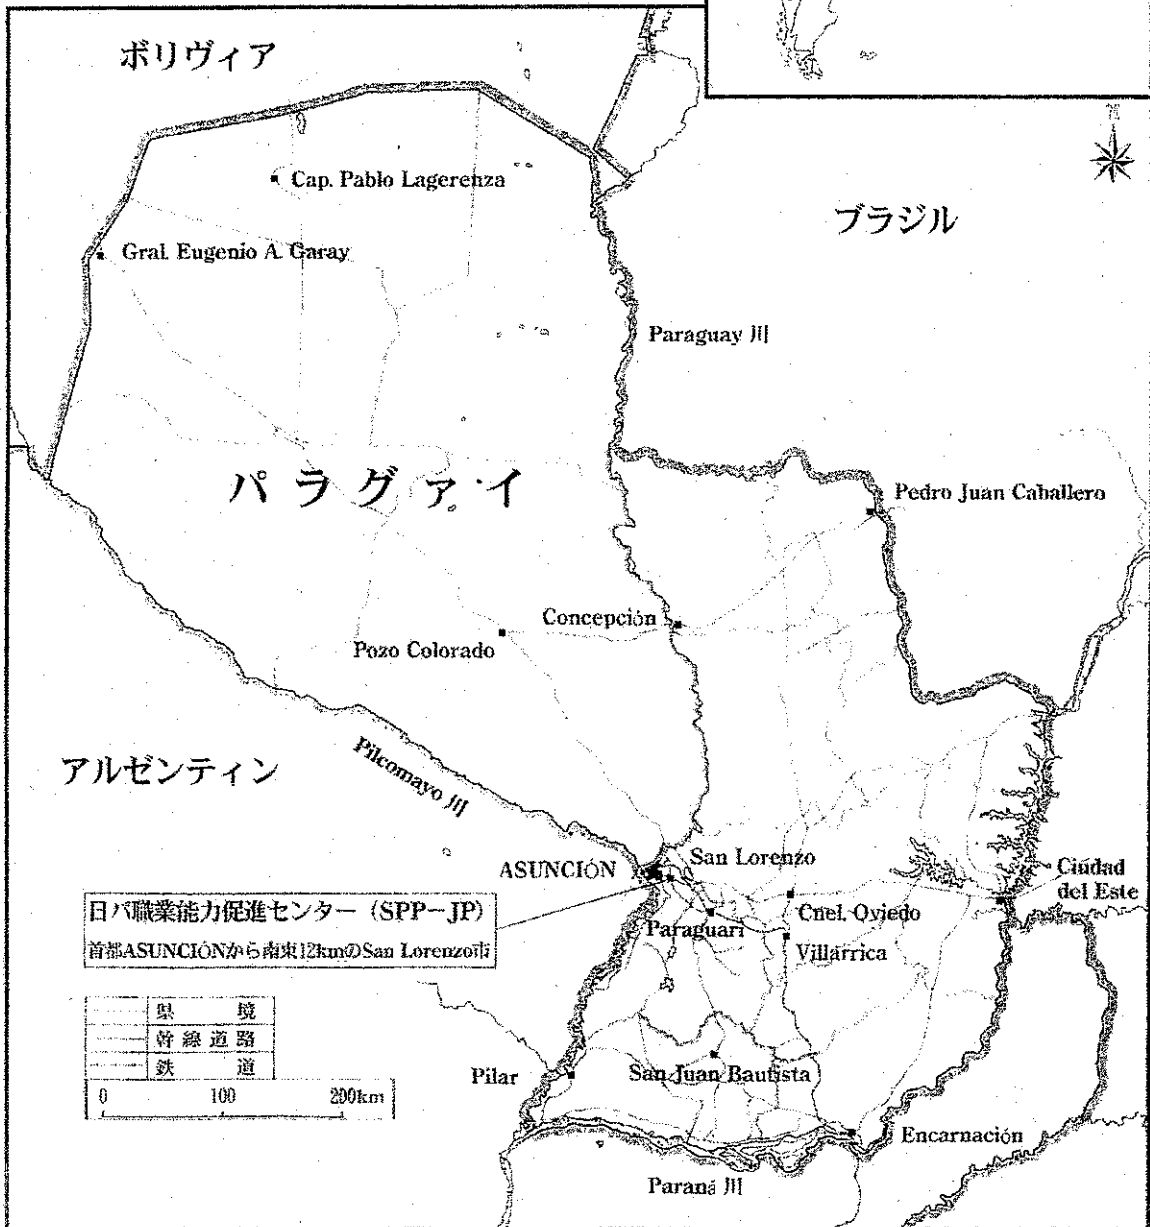 ボリヴィア
Cap. Pablo Lagerenza
ブラジル
Gral. Eugenio A. Garay
Paraguay 川
パラグァイ
Pedro Juan Caballero
Concepción
Pozo Colorado
アルゼンティン
Pilcomayo 川
ASUNCIÓN
San Lorenzo
Ciudad
del Este
日パ職業能力促進センター（SPP-JP）
首都ASUNCIÓNから南東12kmのSan Lorenzo市
Paraguarí
Cnel. Oviedo
Villarrica
県境
幹線道路
鉄道
0 100 200km
Pilar
San Juan Bautista
Encarnación
Paraná 川